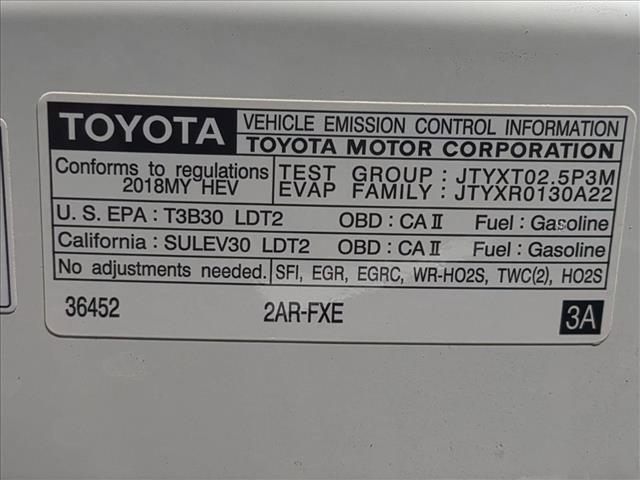 TOYOTA
VEHICLE EMISSION CONTROL INFORMATION
TOYOTA MOTOR CORPORATION
Conforms to regulations
2018MY HEV
TEST GROUP : JTYXT02.5P3M
EVAP FAMILY : JTYXR0130A22
U. S. EPA : T3B30 LDT2 OBD : CA II Fuel : Gasoline
California : SULEV30 LDT2 OBD : CA II Fuel : Gasoline
No adjustments needed. SFI, EGR, EGRC, WR-HO2S, TWC(2), HO2S
36452 2AR-FXE 3A